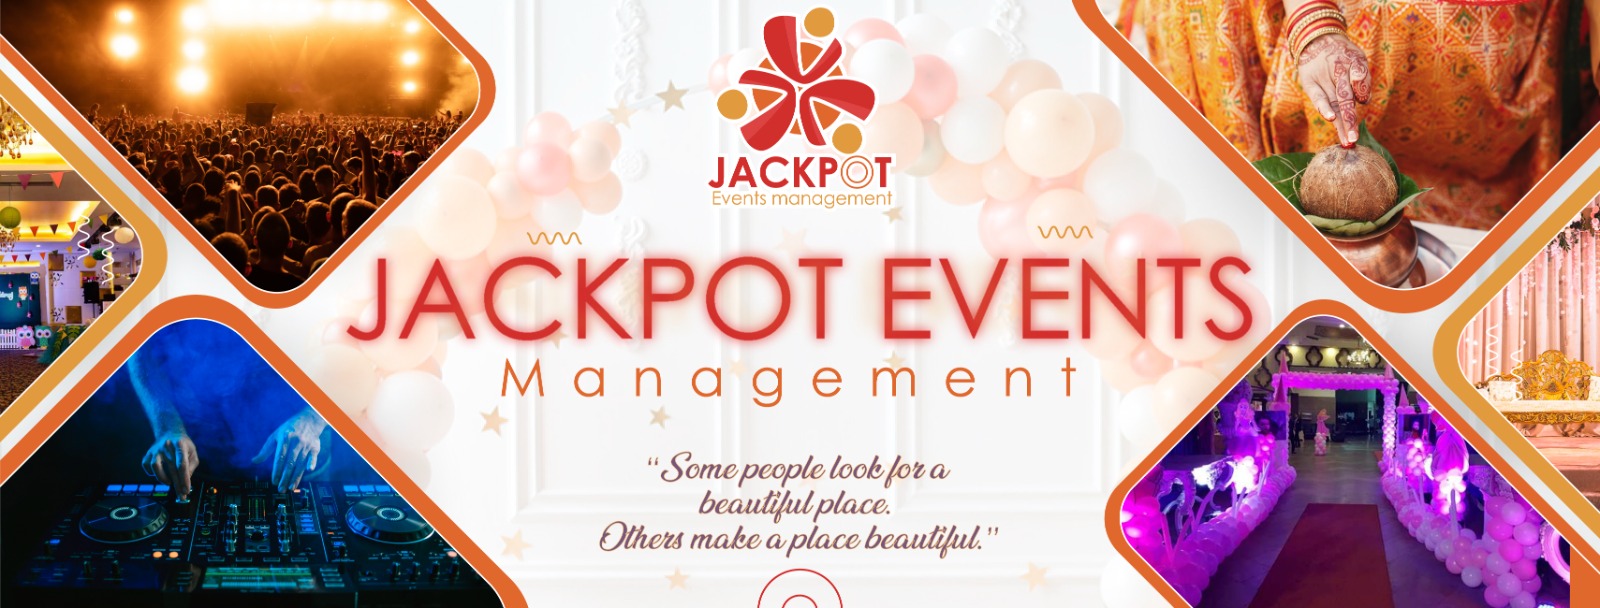 JACKPOT
Events management
JACKPOT EVENTS
Management
“Some people look for a
beautiful place.
Others make a place beautiful.”